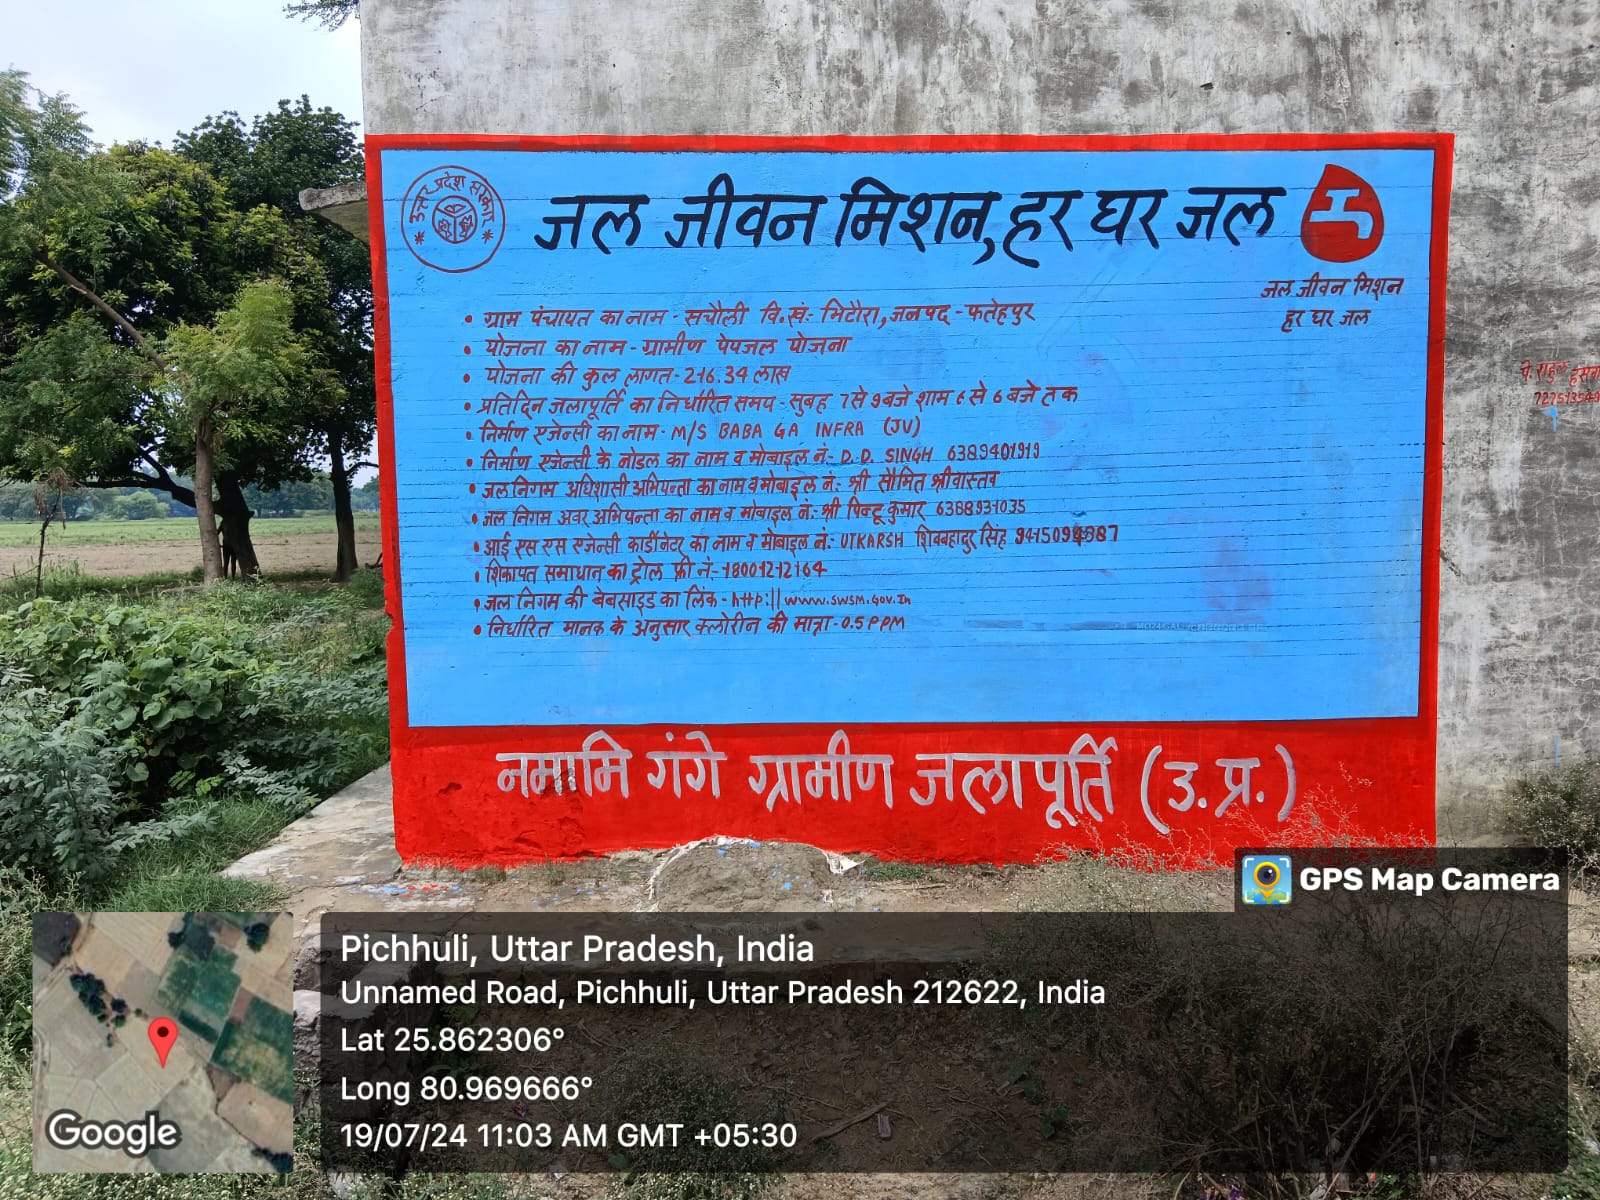 उत्तर प्रदेश सरकार
जल जीवन मिशन, हर घर जल
जल जीवन मिशन
हर घर जल
• ग्राम पंचायत का नाम - सचौली वि.खं:- भिटौरा, जनपद - फतेहपुर
• योजना का नाम - ग्रामीण पेयजल योजना
• योजना की कुल लागत - 216.34 लाख
• प्रतिदिन जलापूर्ति का निर्धारित समय - सुबह 7 से 9 बजे शाम 6 से 6 बजे तक
• निर्माण एजेन्सी का नाम - M/S BABA GA INFRA (JV)
• निर्माण एजेन्सी के नोडल का नाम व मोबाइल नं:- D.D. SINGH 6389401919
• जल निगम अधिशासी अभियन्ता का नाम व मोबाइल नं:- श्री सौमित श्रीवास्तव
• जल निगम अवर अभियन्ता का नाम व मोबाइल नं:- श्री पिन्टू कुमार 6388931035
• आई एस एस एजेन्सी कार्डीनेटर का नाम व मोबाइल नं:- UTKARSH शिवबहादुर सिंह
• शिकायत समाधान का ट्रोल फ्री नं:- 18001212164
• जल निगम की बेबसाइड का लिंक - http://www.swsm.gov.in
• निर्धारित मानक के अनुसार क्लोरीन की मात्रा - 0.5 PPM
नमामि गंगे ग्रामीण जलापूर्ति (उ.प्र.)
पे. राहुल
GPS Map Camera
Pichhuli, Uttar Pradesh, India
Unnamed Road, Pichhuli, Uttar Pradesh 212622, India
Lat 25.862306°
Long 80.969666°
19/07/24 11:03 AM GMT +05:30
Google